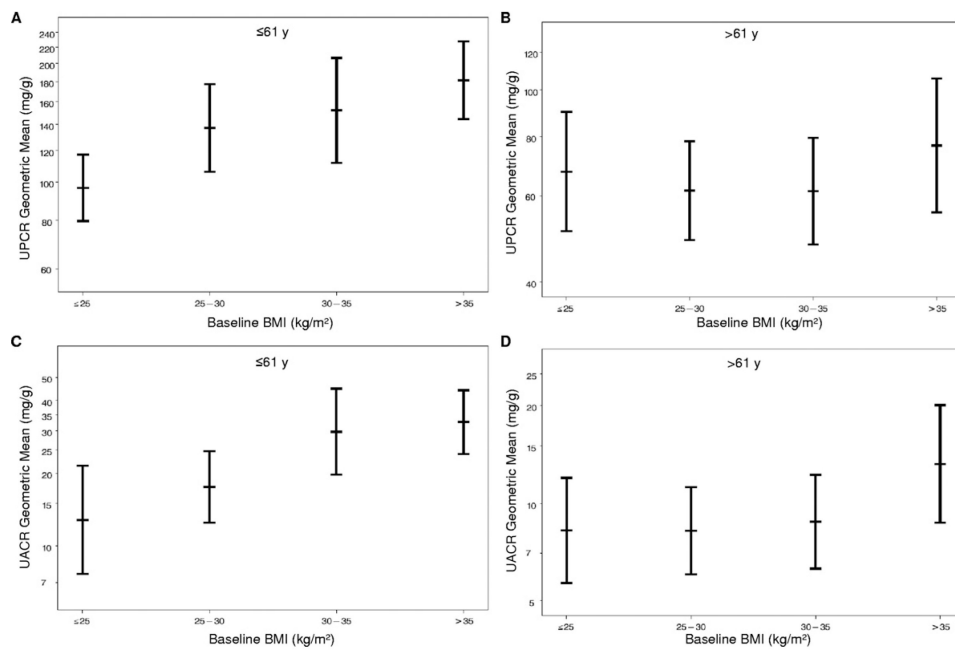 A
≤61 y
UPCR Geometric Mean (mg/g)
240
200
180
160
140
120
100
80
60
≤25
25−30
30−35
>35
Baseline BMI (kg/m²)
B
>61 y
UPCR Geometric Mean (mg/g)
120
100
80
60
40
≤25
25−30
30−35
>35
Baseline BMI (kg/m²)
C
≤61 y
UACR Geometric Mean (mg/g)
50
40
35
30
25
20
15
10
7
≤25
25−30
30−35
>35
Baseline BMI (kg/m²)
D
>61 y
UACR Geometric Mean (mg/g)
25
20
15
10
7
5
≤25
25−30
30−35
>35
Baseline BMI (kg/m²)